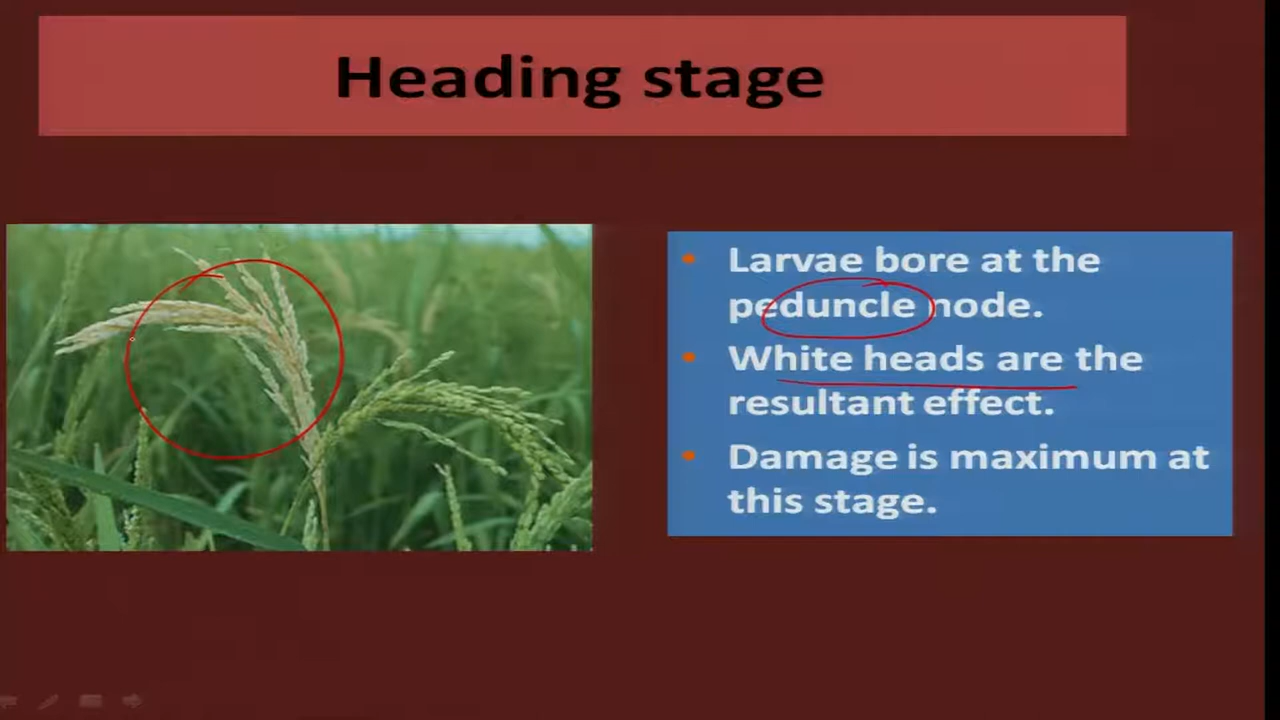 Heading stage
• Larvae bore at the
peduncle node.
• White heads are the
resultant effect.
• Damage is maximum at
this stage.